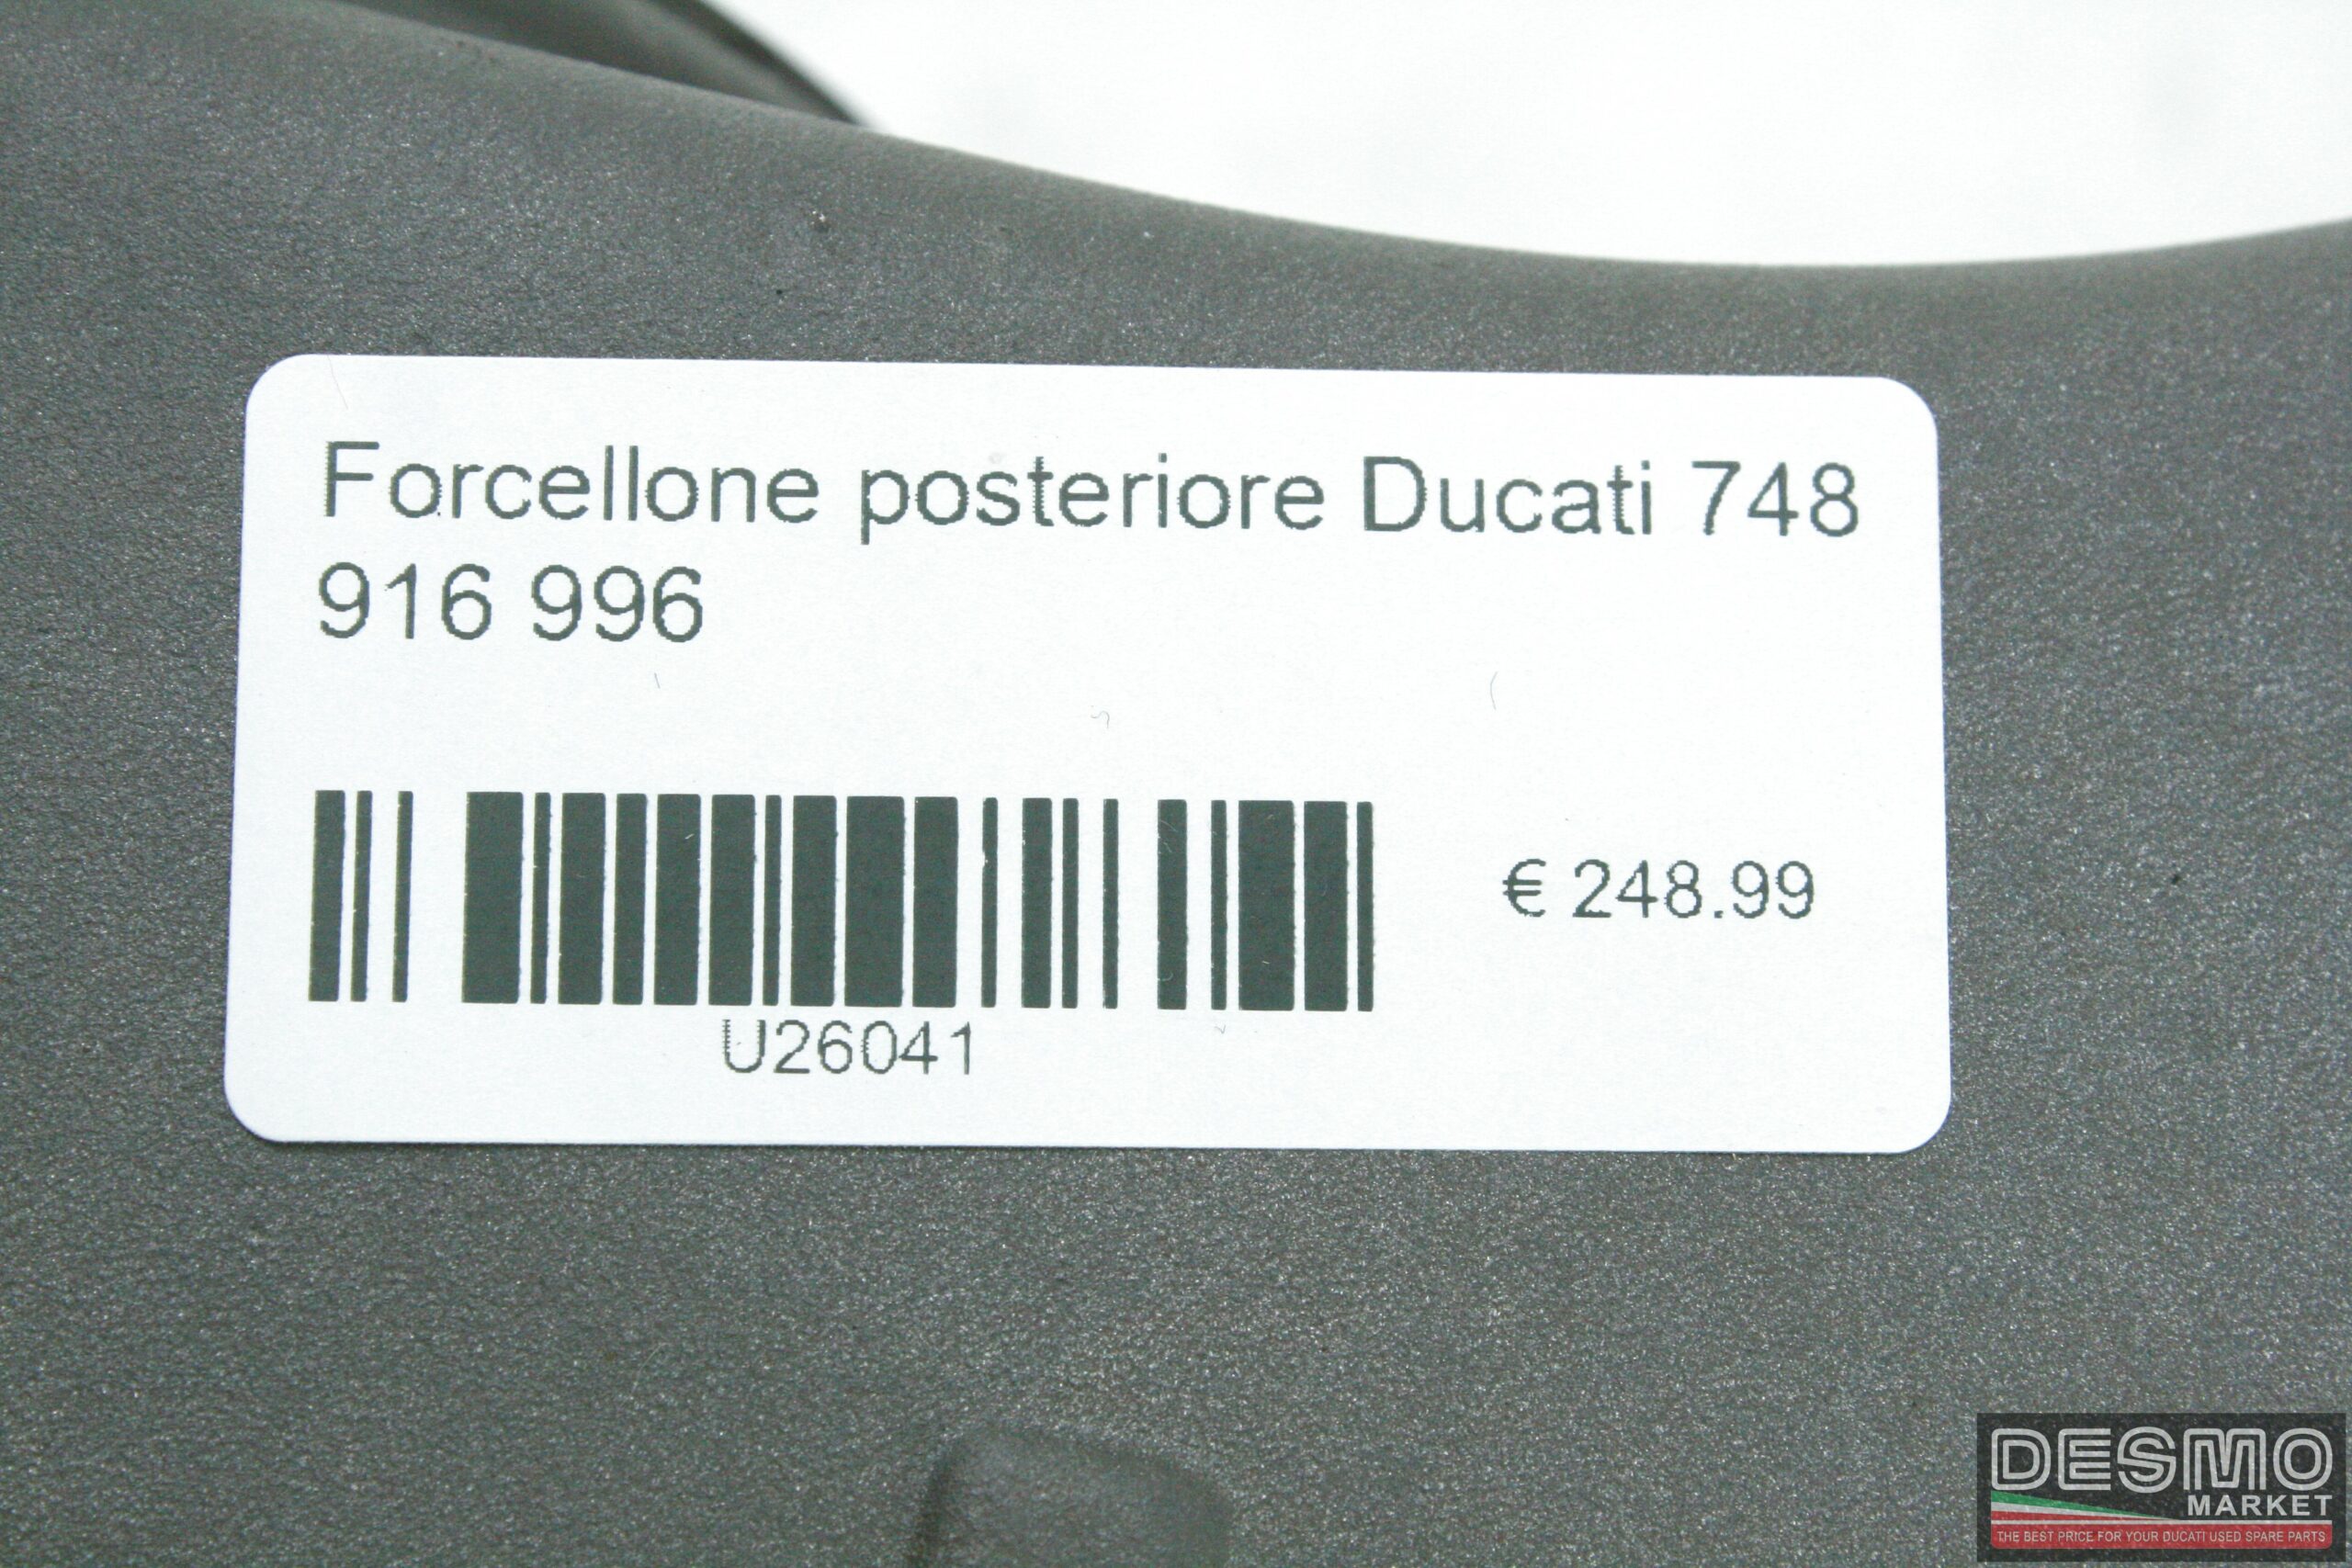 Forcellone posteriore Ducati 748
916 996
€ 248.99
U26041
DESMO
MARKET
THE BEST PRICE FOR YOUR DUCATI USED SPARE PARTS